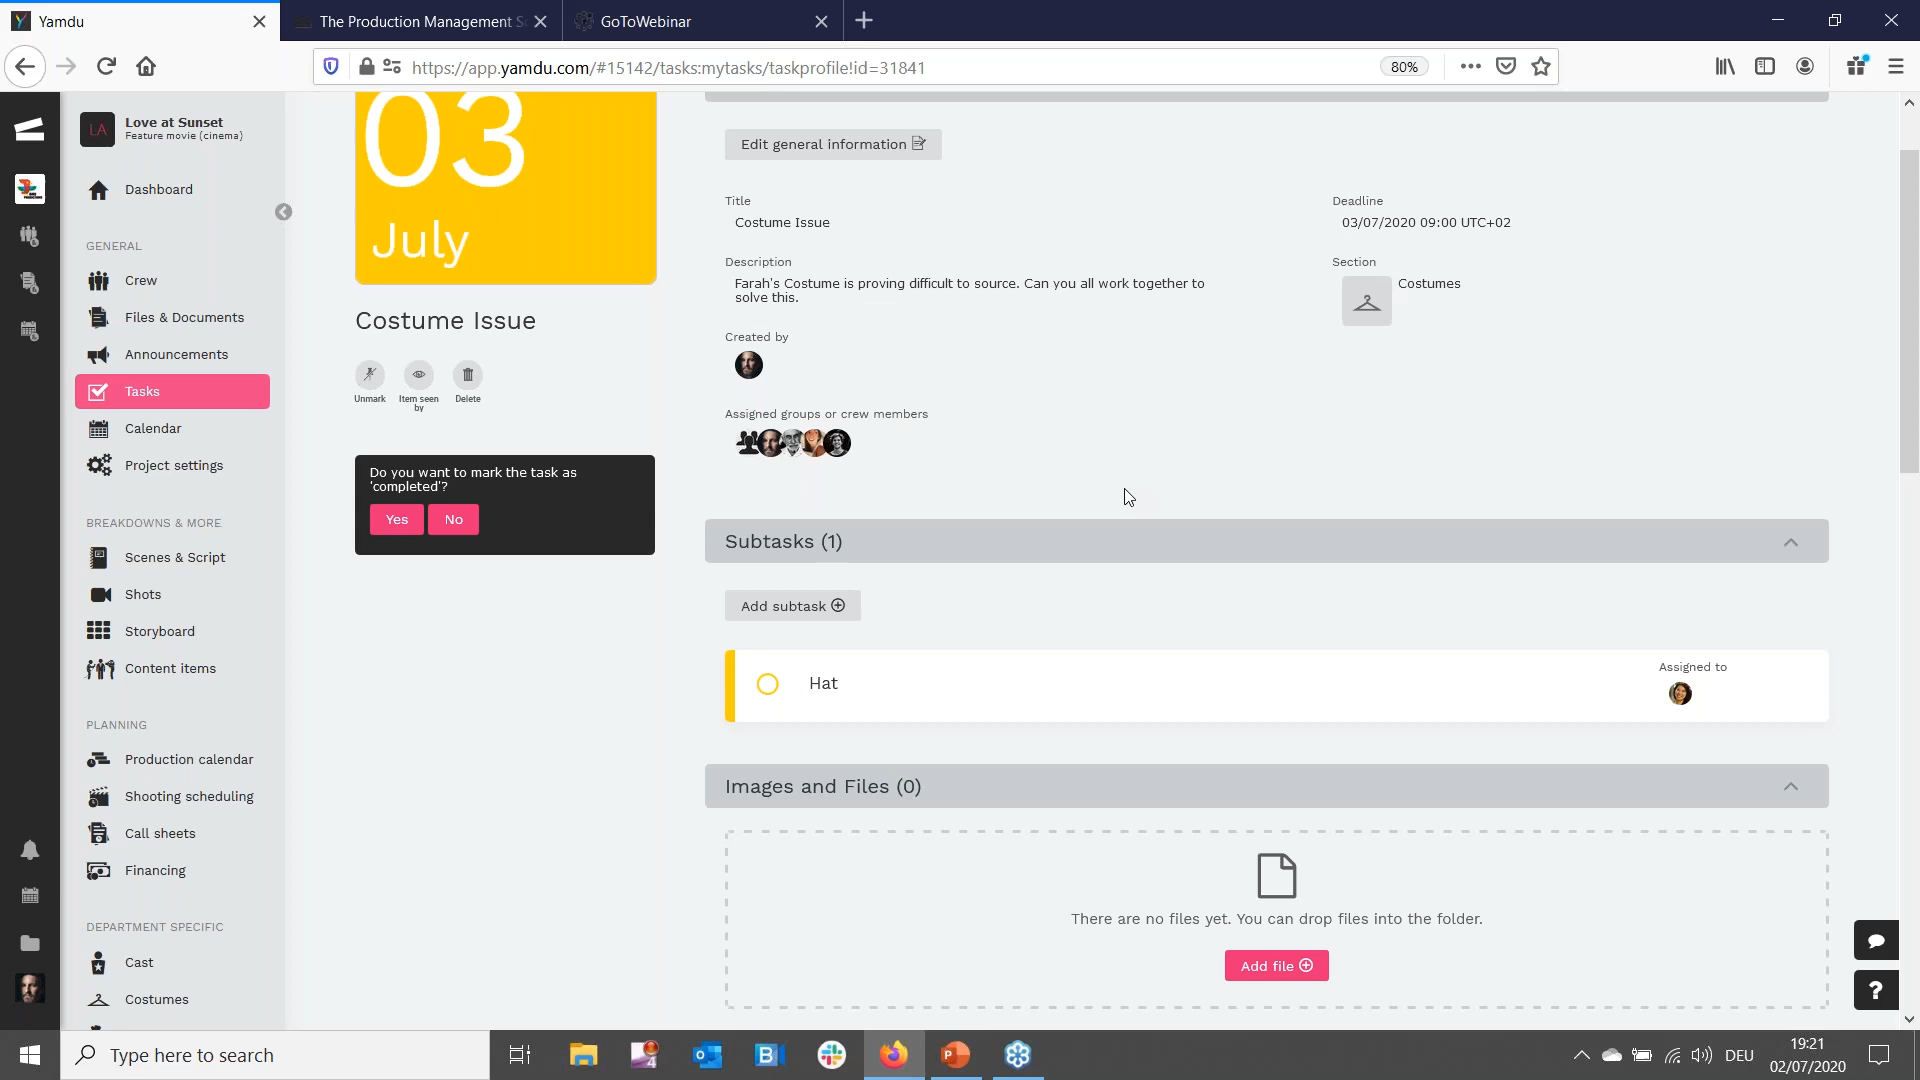 Yamdu
The Production Management S
GoToWebinar
https://app.yamdu.com/#15142/tasks:mytasks/taskprofile!id=31841
80%
LA
Love at Sunset
Feature movie (cinema)
Dashboard
GENERAL
Crew
Files & Documents
Announcements
Tasks
Calendar
Project settings
BREAKDOWNS & MORE
Scenes & Script
Shots
Storyboard
Content items
PLANNING
Production calendar
Shooting scheduling
Call sheets
Financing
DEPARTMENT SPECIFIC
Cast
Costumes
03
July
Costume Issue
Unmark
Item seen
by
Delete
Do you want to mark the task as
‘completed’?
Yes
No
Edit general information
Title
Costume Issue
Deadline
03/07/2020 09:00 UTC+02
Description
Farah's Costume is proving difficult to source. Can you all work together to
solve this.
Section
Costumes
Created by
Assigned groups or crew members
Subtasks (1)
Add subtask
Hat
Assigned to
Images and Files (0)
There are no files yet. You can drop files into the folder.
Add file
?
Type here to search
DEU
19:21
02/07/2020